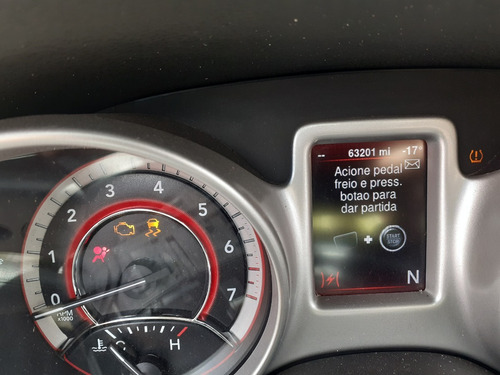 -- 63201 mi -17
Acione pedal
freio e press.
botao para
dar partida
+ START
STOP
N
0
1
2
3
4
5
6
7
RPM
x1000
C H